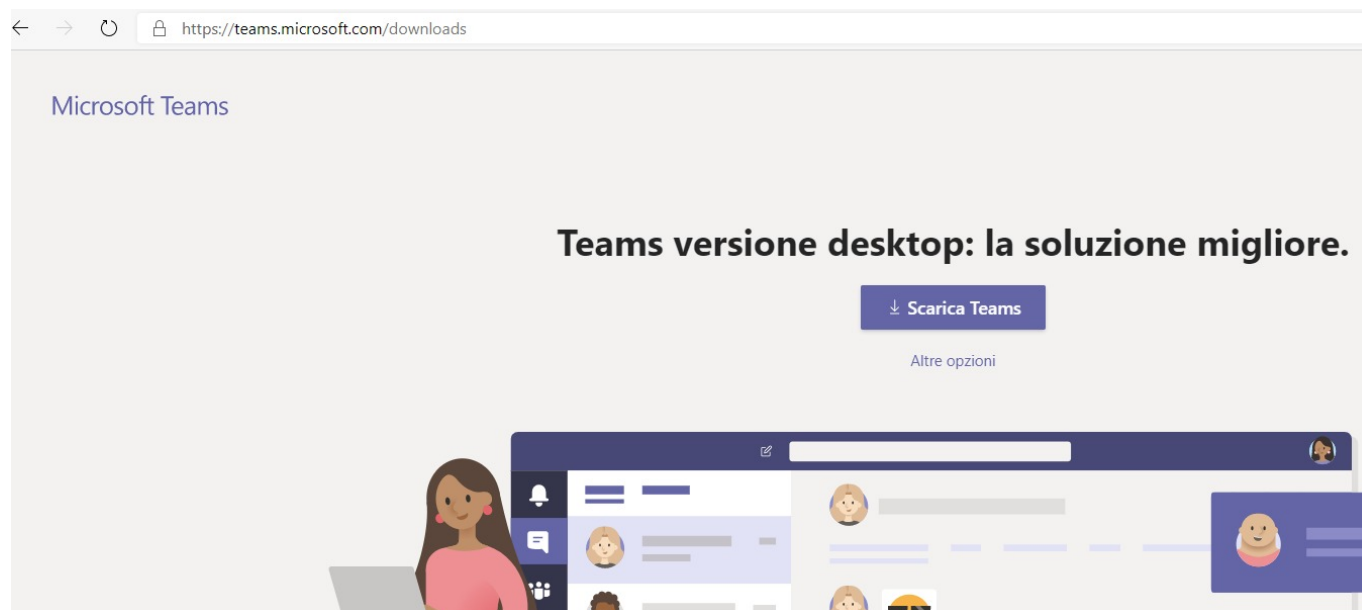 https://teams.microsoft.com/downloads
Microsoft Teams
Teams versione desktop: la soluzione migliore.
Scarica Teams
Altre opzioni